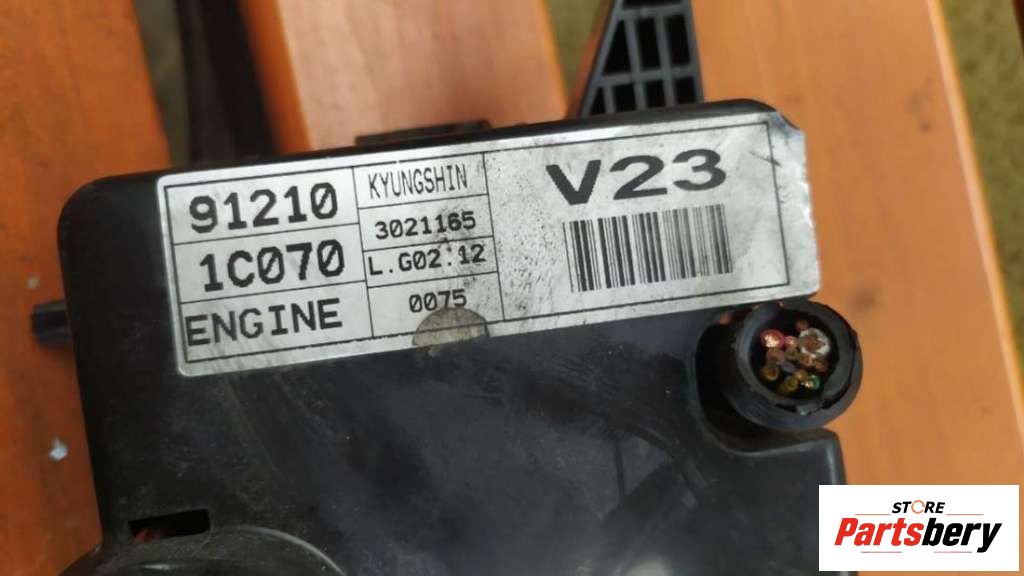 91210
1C070
ENGINE
KYUNGSHIN
3021165
L.G02.12
0075
V23
STORE
Partsbery